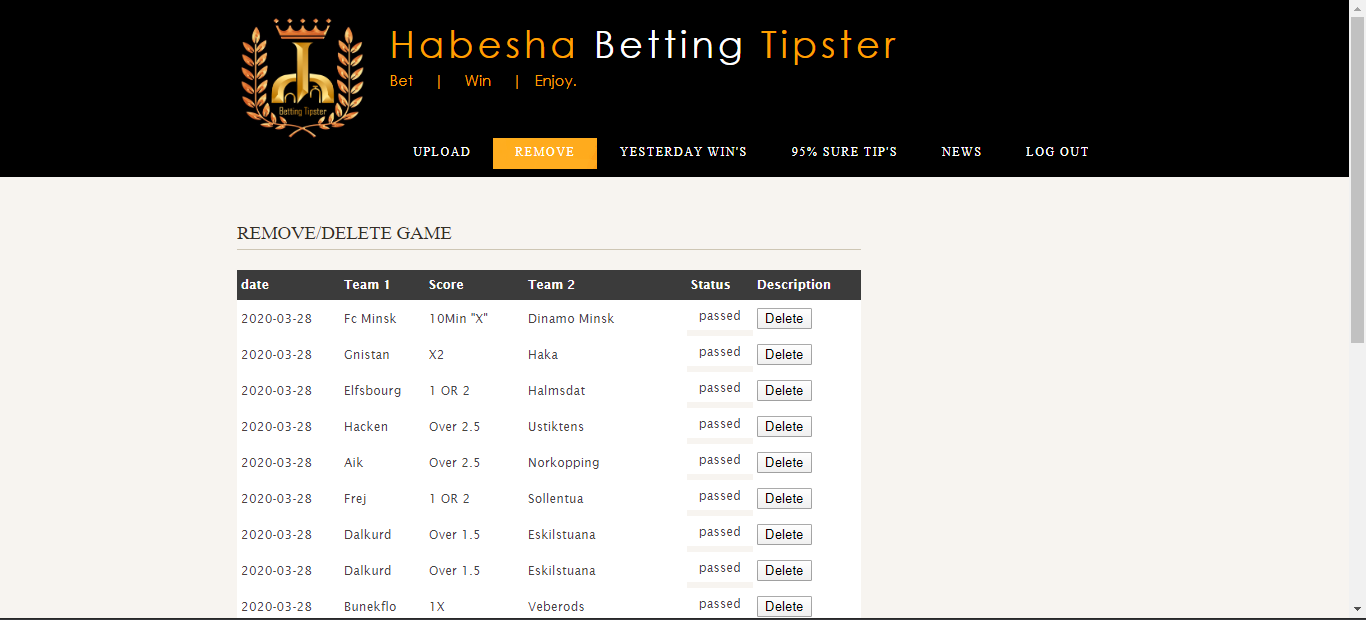 Habesha Betting Tipster
Bet | Win | Enjoy.
Betting Tipster
UPLOAD REMOVE YESTERDAY WIN'S 95% SURE TIP'S NEWS LOG OUT
REMOVE/DELETE GAME
date Team 1 Score Team 2 Status Description
2020-03-28 Fc Minsk 10Min "X" Dinamo Minsk passed Delete
2020-03-28 Gnistan X2 Haka passed Delete
2020-03-28 Elfsbourg 1 OR 2 Halmsdat passed Delete
2020-03-28 Hacken Over 2.5 Ustiktens passed Delete
2020-03-28 Aik Over 2.5 Norkopping passed Delete
2020-03-28 Frej 1 OR 2 Sollentua passed Delete
2020-03-28 Dalkurd Over 1.5 Eskilstuana passed Delete
2020-03-28 Dalkurd Over 1.5 Eskilstuana passed Delete
2020-03-28 Bunekflo 1X Veberods passed Delete